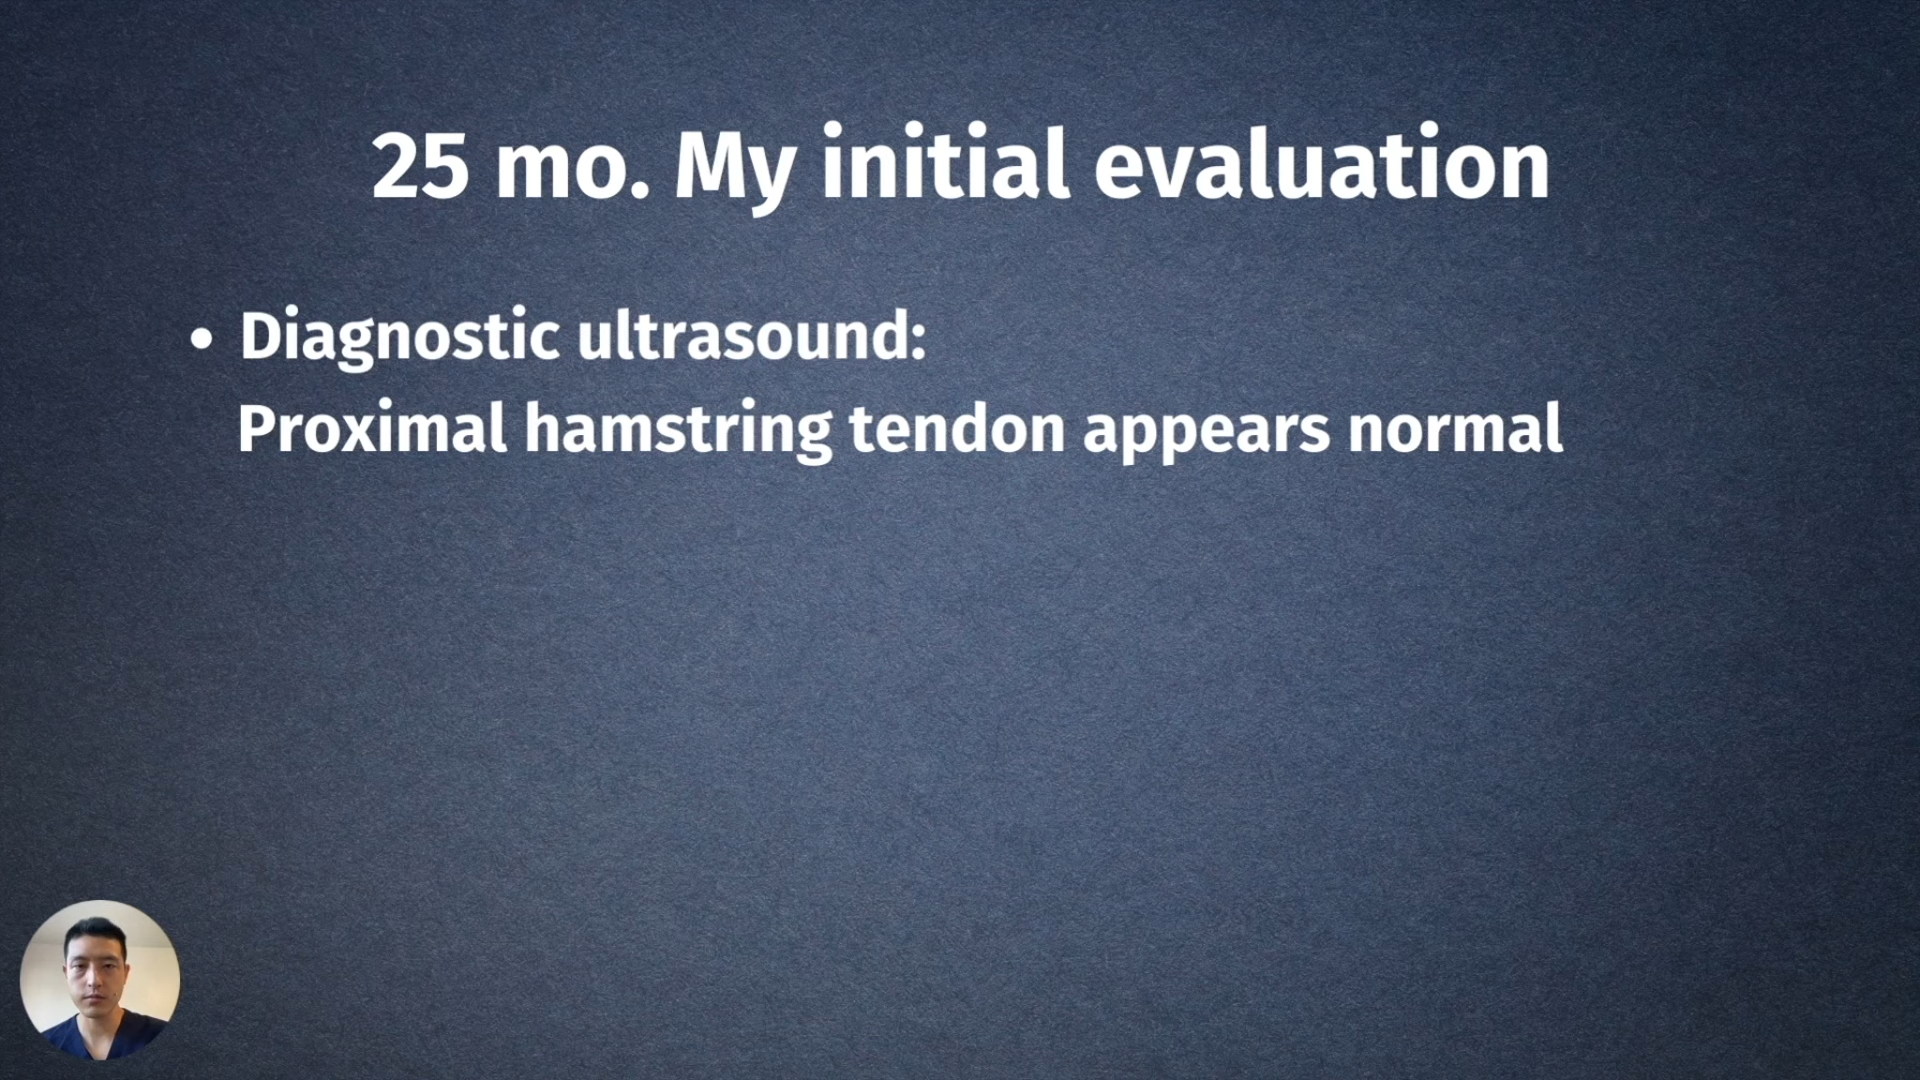 25 mo. My initial evaluation
• Diagnostic ultrasound:
Proximal hamstring tendon appears normal